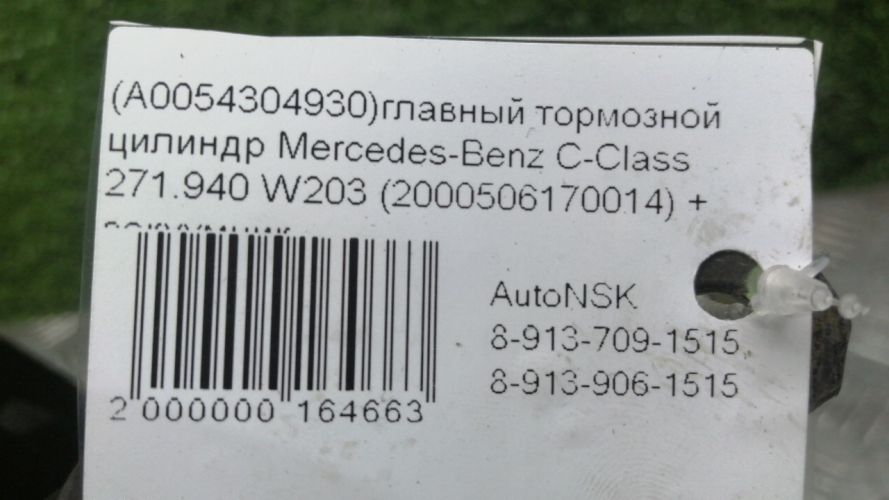 (A0054304930)главный тормозной
цилиндр Mercedes-Benz C-Class
271.940 W203 (2000506170014) +
AutoNSK
8-913-709-1515,
8-913-906-1515
2 000000 164663